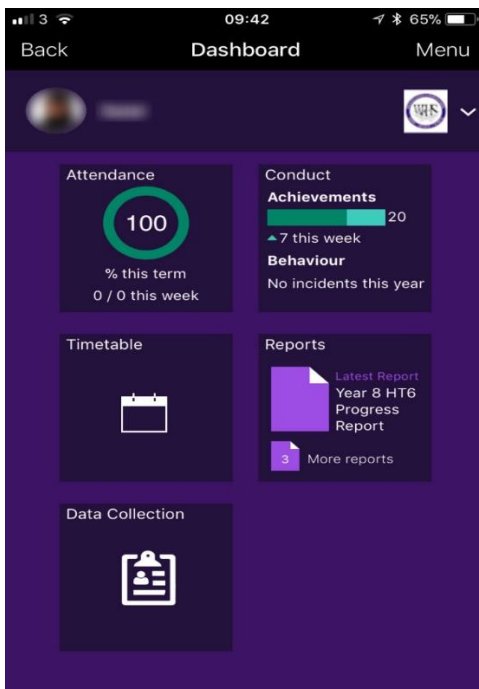 3 09:42 65%
Back Dashboard Menu
WHS
Attendance
100
% this term
0 / 0 this week
Conduct
Achievements
20
7 this week
Behaviour
No incidents this year
Timetable
Reports
Latest Report
Year 8 HT6
Progress
Report
3 More reports
Data Collection